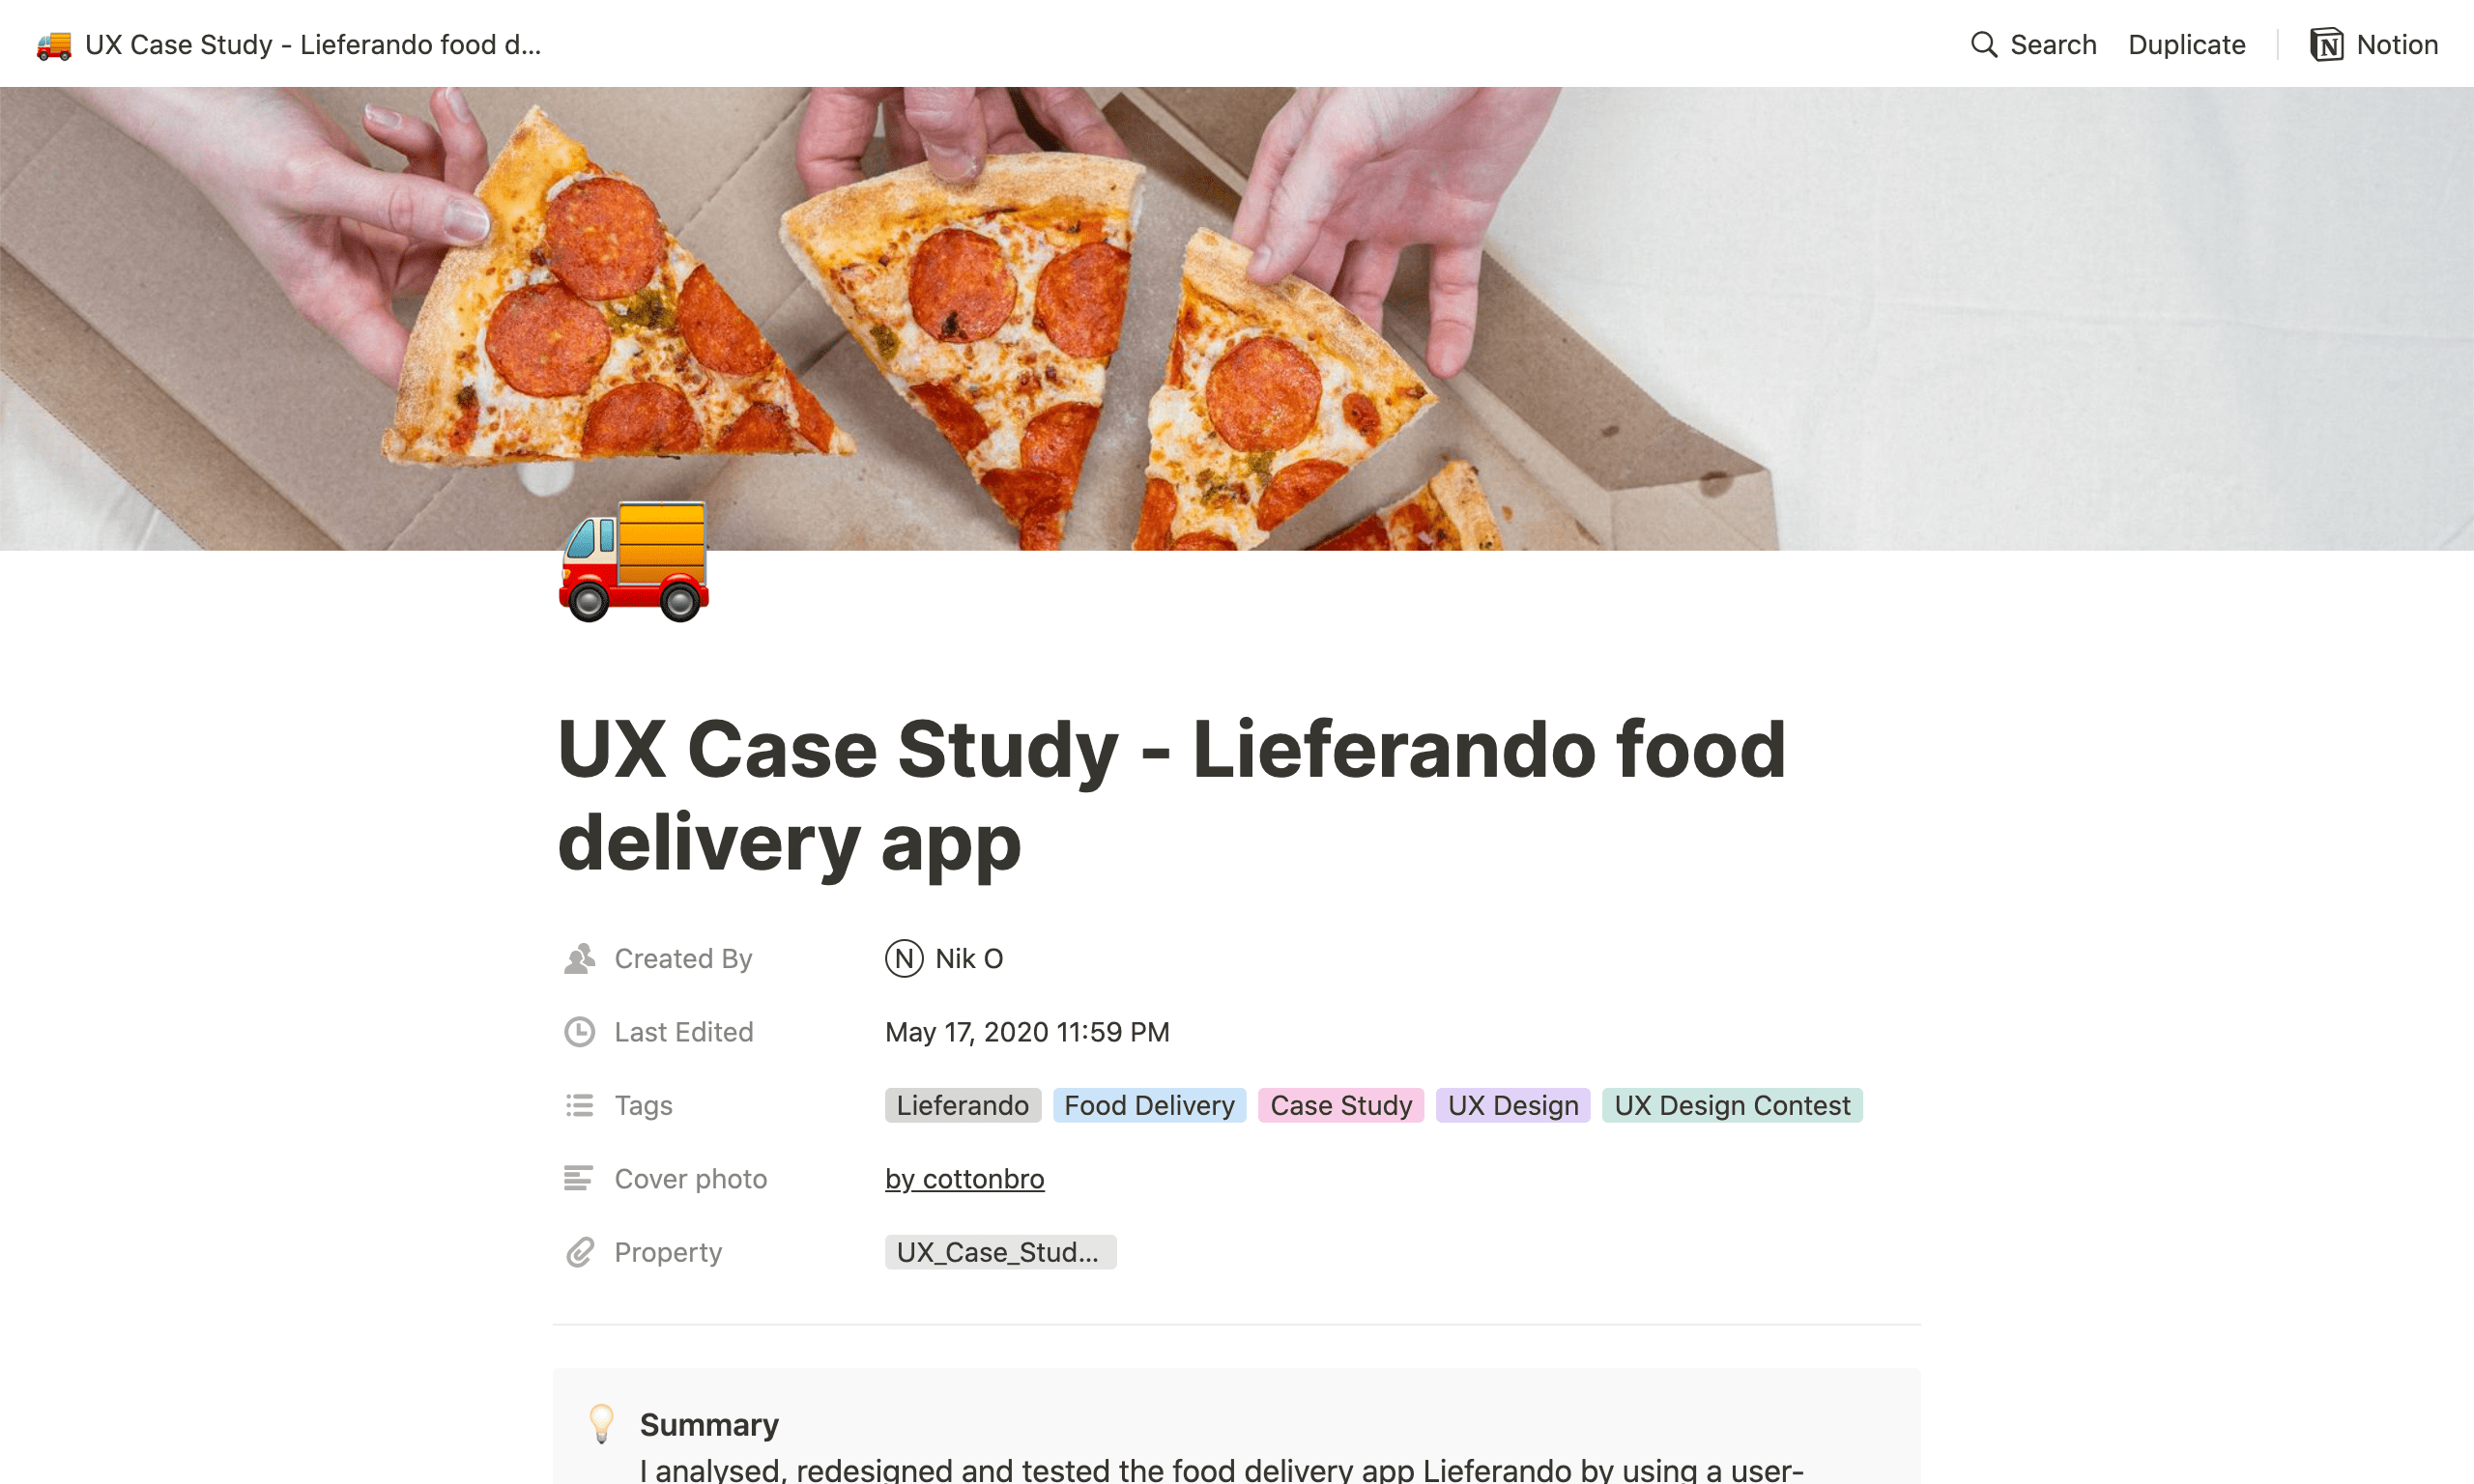 UX Case Study - Lieferando food d...
Search Duplicate Notion
UX Case Study - Lieferando food
delivery app
Created By N Nik O
Last Edited May 17, 2020 11:59 PM
Tags Lieferando Food Delivery Case Study UX Design UX Design Contest
Cover photo by cottonbro
Property UX_Case_Stud...
Summary
I analysed, redesigned and tested the food delivery app Lieferando by using a user-